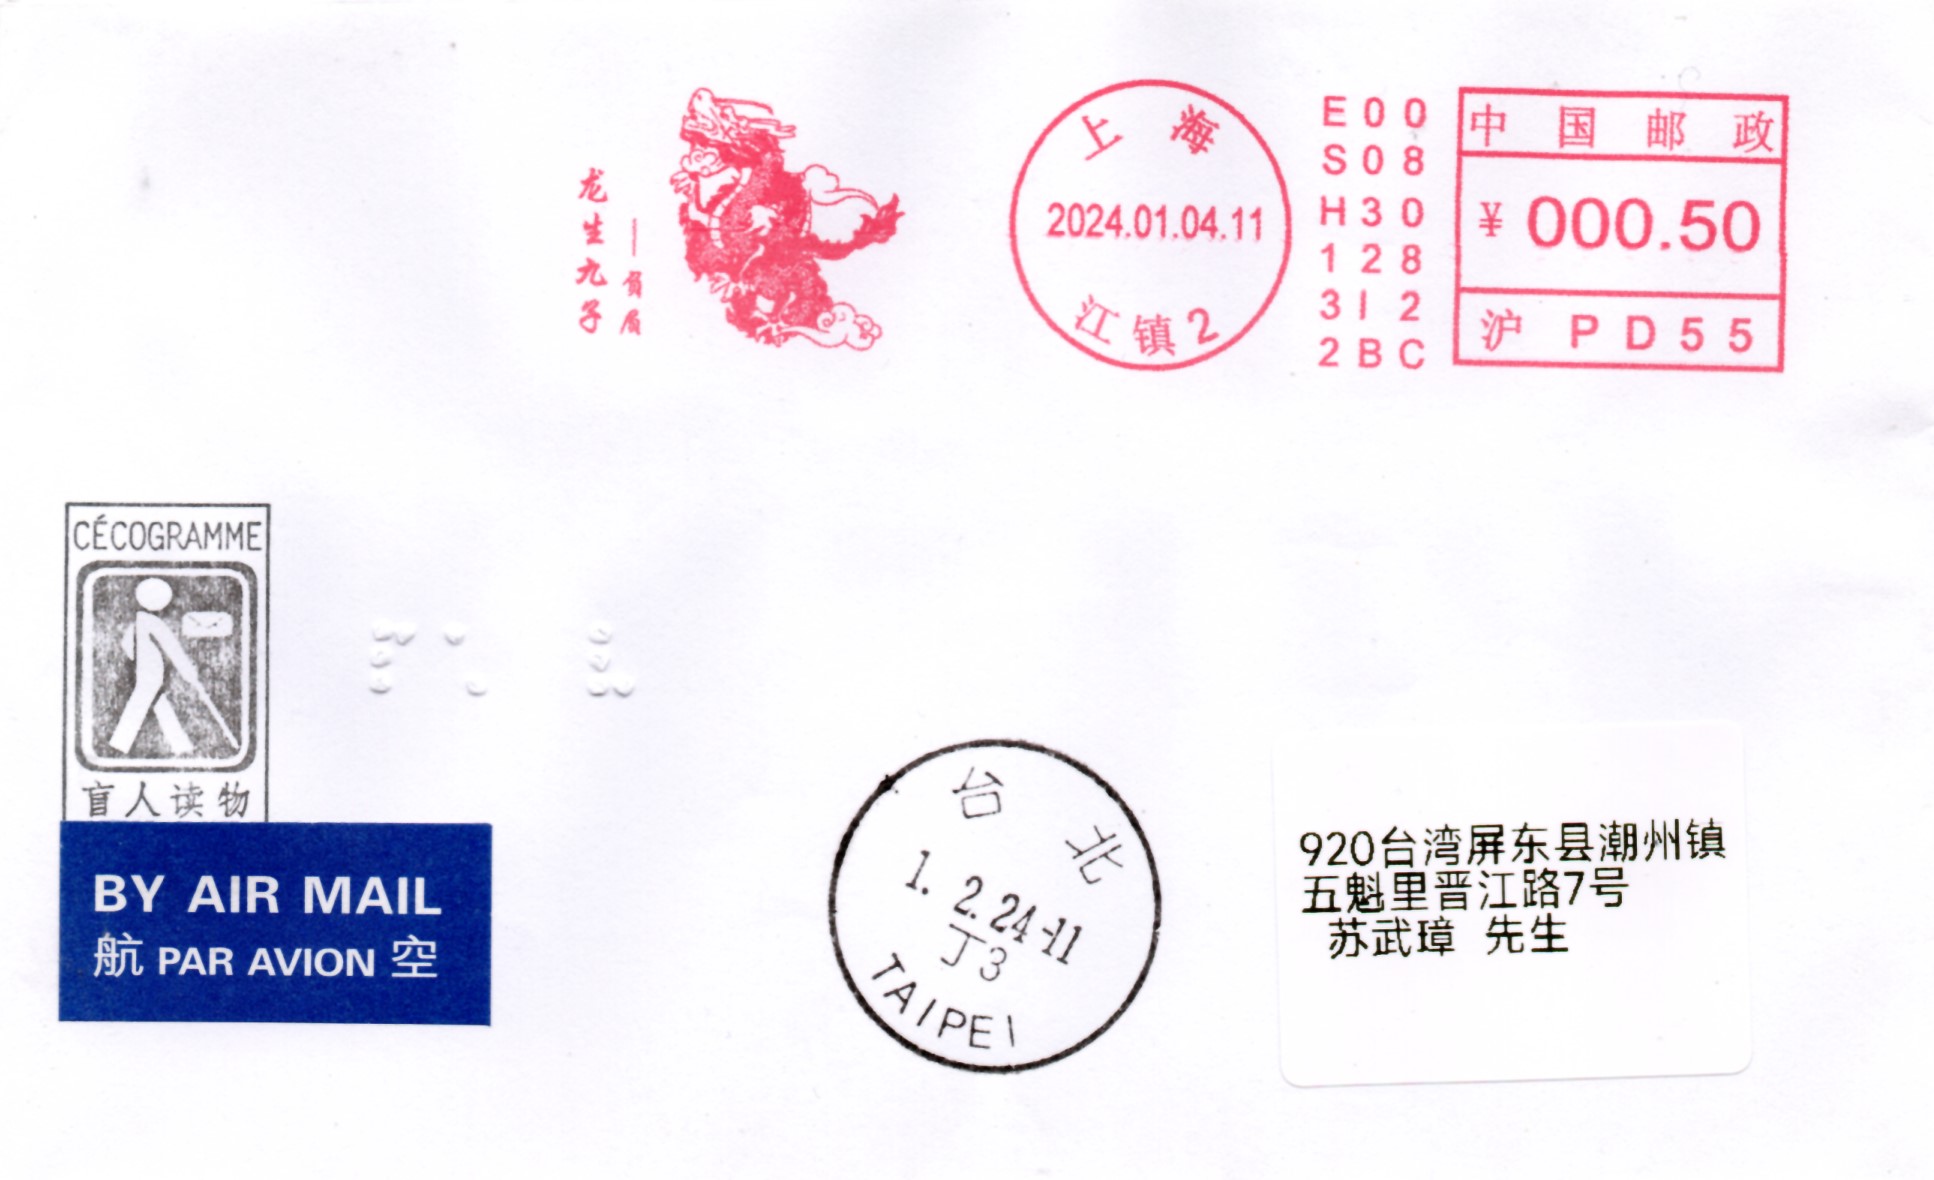 龙生九子
—负屃
上海
2024.01.04.11
江镇2
E00
S08
H30
128
3I2
2BC
中国邮政
¥000.50
沪 PD55
CÉCOGRAMME
盲人读物
BY AIR MAIL
航 PAR AVION 空
台北
1. 2.24-11
丁3
TAIPEI
920台湾屏东县潮州镇
五魁里晋江路7号
苏武璋 先生